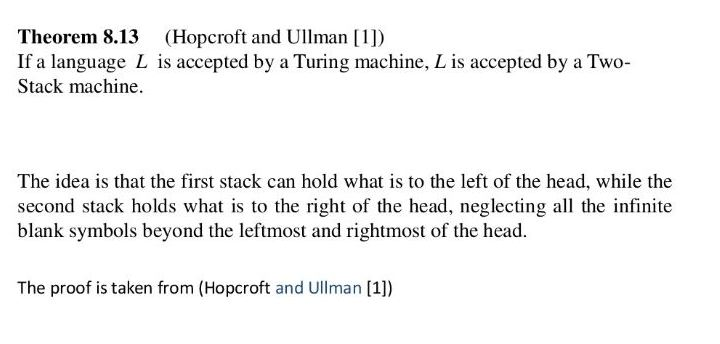 Theorem 8.13 (Hopcroft and Ullman [1])
If a language L is accepted by a Turing machine, L is accepted by a Two-
Stack machine.
The idea is that the first stack can hold what is to the left of the head, while the
second stack holds what is to the right of the head, neglecting all the infinite
blank symbols beyond the leftmost and rightmost of the head.
The proof is taken from (Hopcroft and Ullman [1])